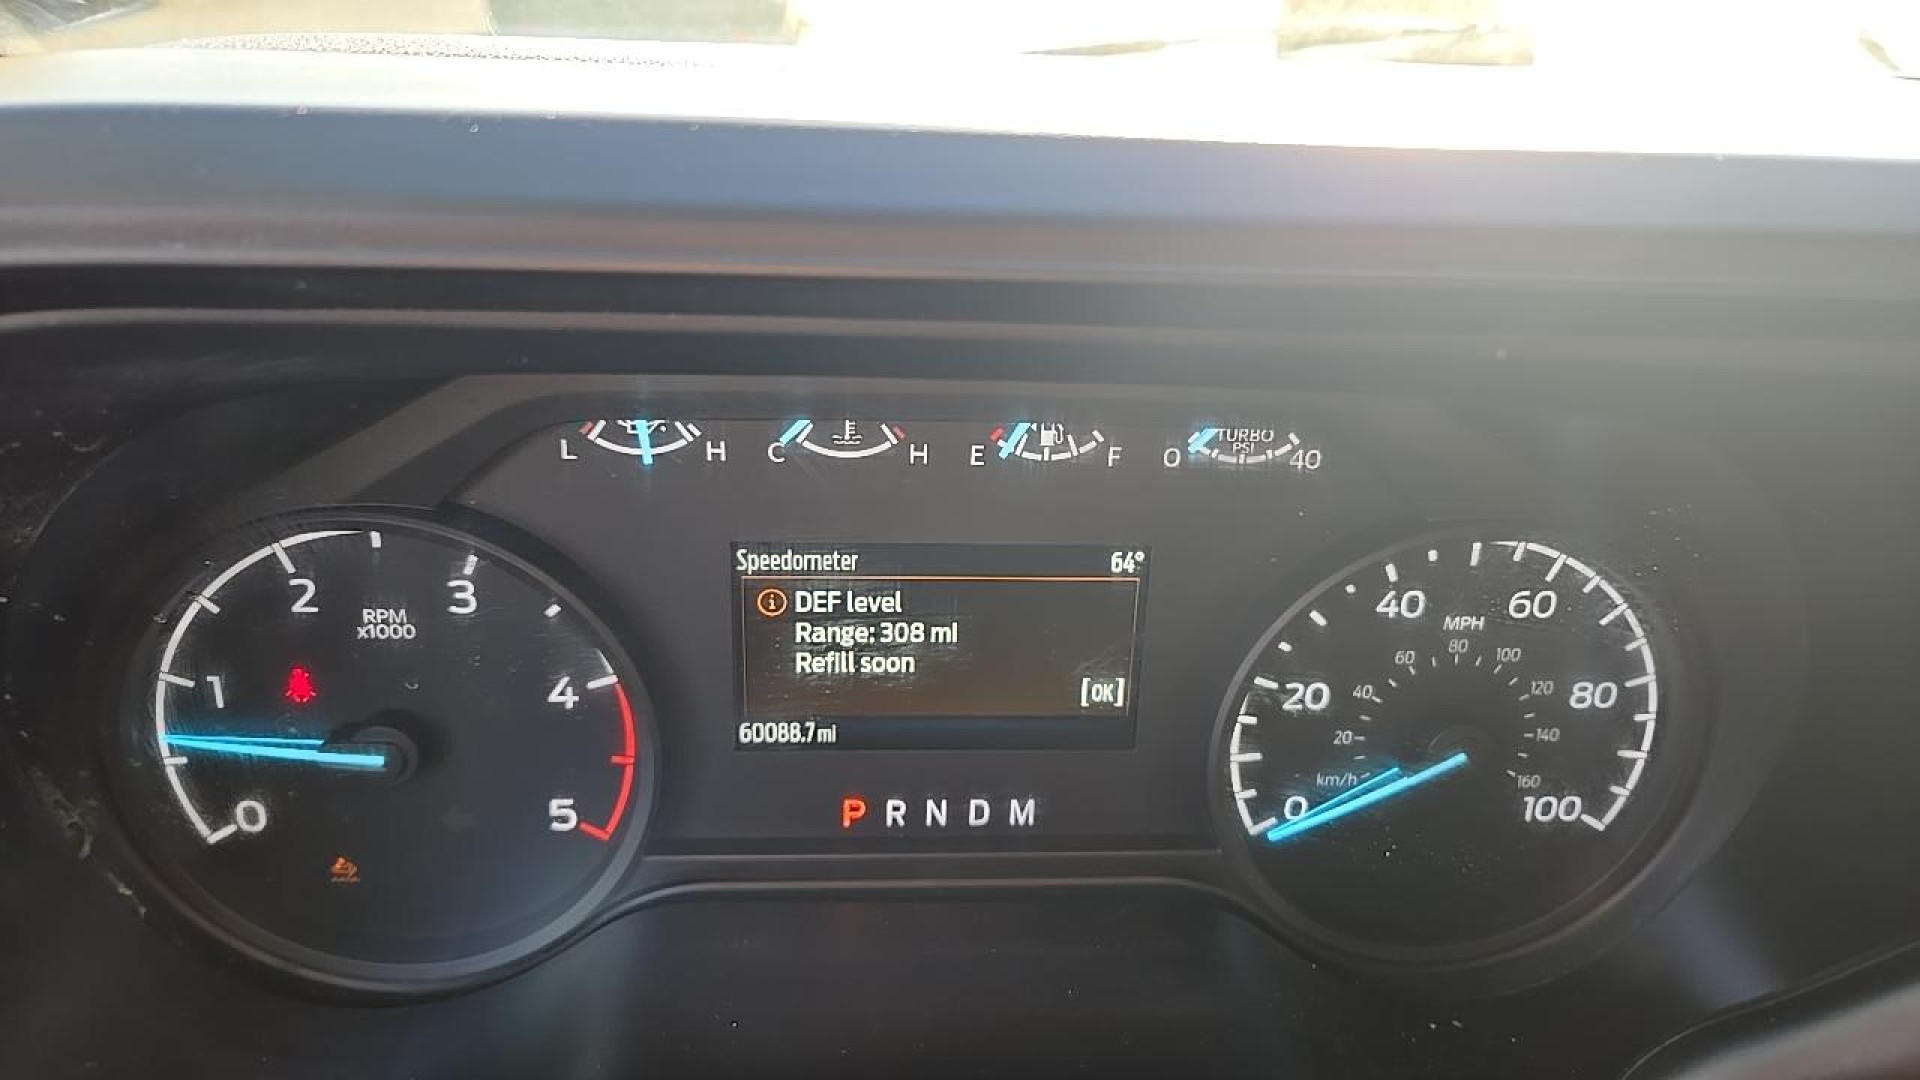 L H C H E F 0 TURBO PSI 40
Speedometer 64°
DEF level
Range: 308 mi
Refill soon
[OK]
60088.7 mi
P R N D M
0 1 2 3 4 5
RPM
x1000
0 20 40 60 80 100
MPH
20 40 60 80 100 120 140 160
km/h